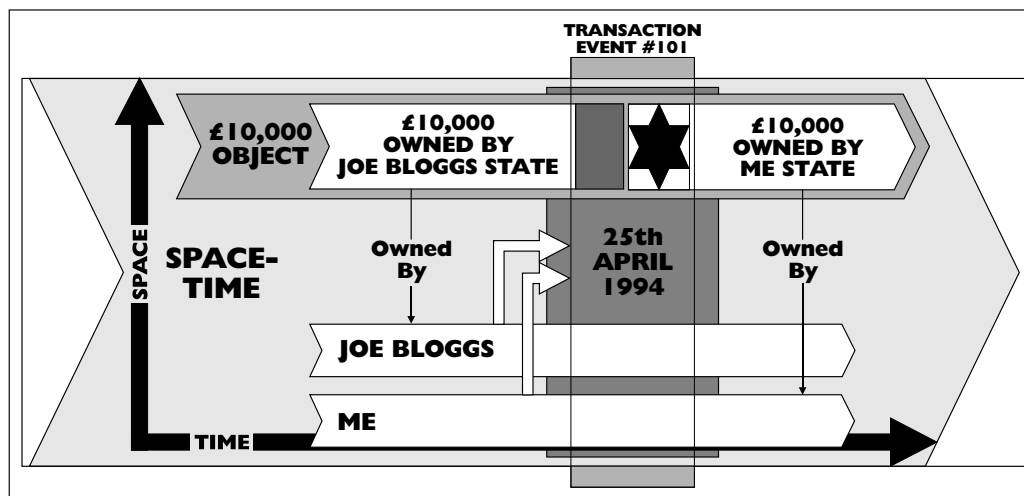 TRANSACTION
EVENT #101
£10,000
OBJECT
£10,000
OWNED BY
JOE BLOGGS STATE
£10,000
OWNED BY
ME STATE
SPACE
SPACE-
TIME
Owned
By
25th
APRIL
1994
Owned
By
JOE BLOGGS
ME
TIME